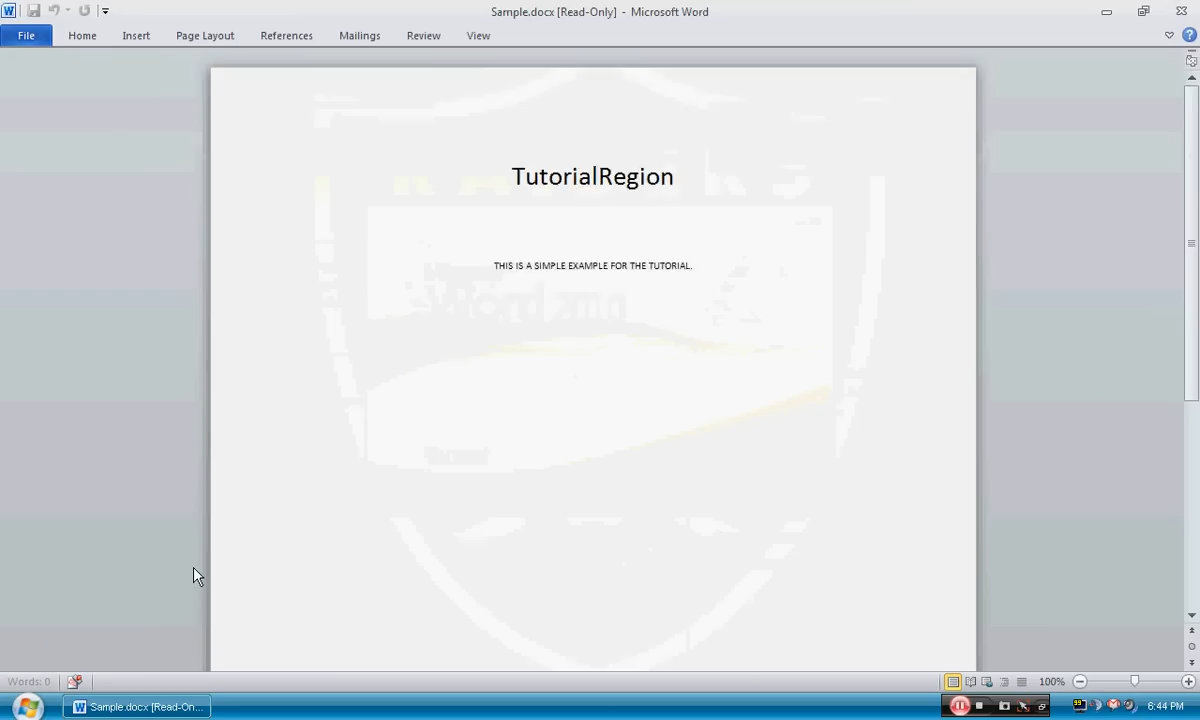 Sample.docx [Read-Only] - Microsoft Word
File Home Insert Page Layout References Mailings Review View
TutorialRegion
THIS IS A SIMPLE EXAMPLE FOR THE TUTORIAL.
Words: 0
100%
Sample.docx [Read-On...
99
6:44 PM